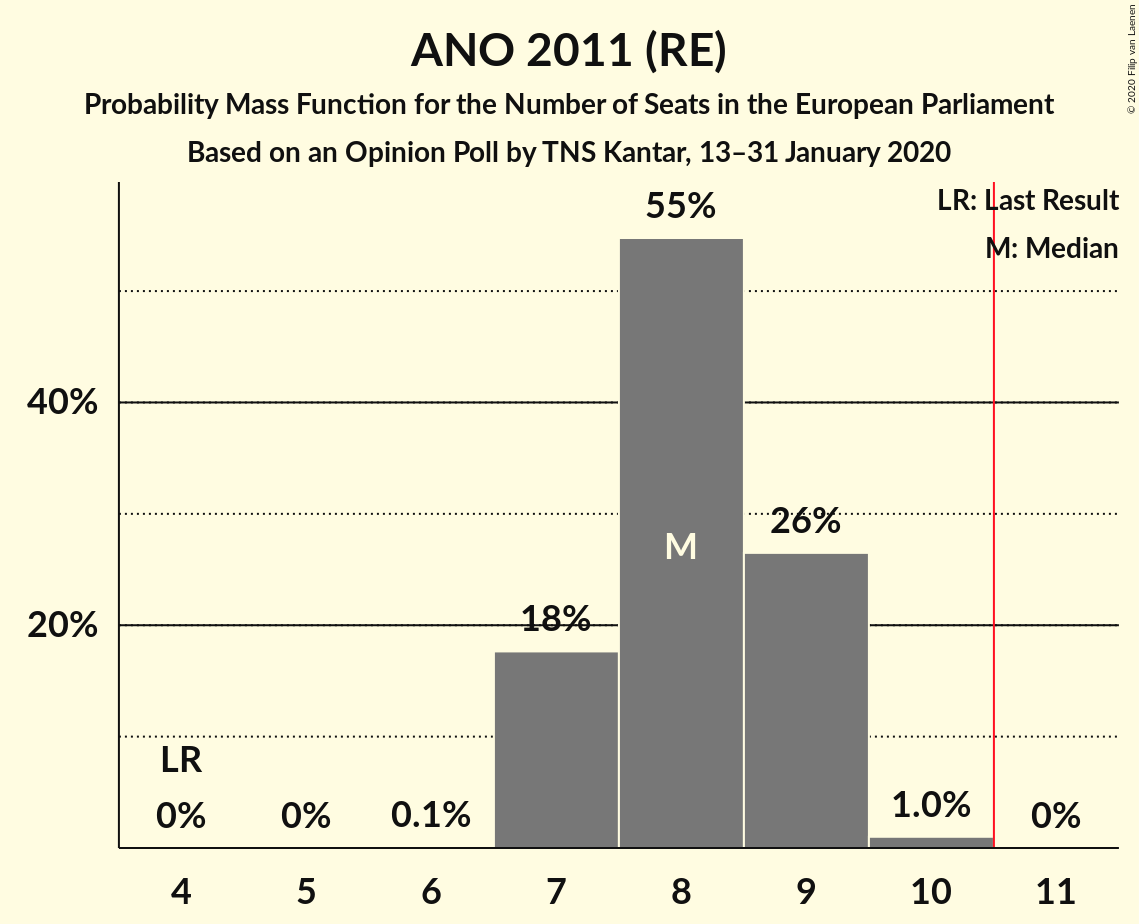 ANO 2011 (RE)
Probability Mass Function for the Number of Seats in the European Parliament
Based on an Opinion Poll by TNS Kantar, 13–31 January 2020
© 2020 Filip van Laenen
LR: Last Result
M: Median
55%
40%
26%
M
20%
18%
LR
0%
0%
0.1%
1.0%
0%
4
5
6
7
8
9
10
11